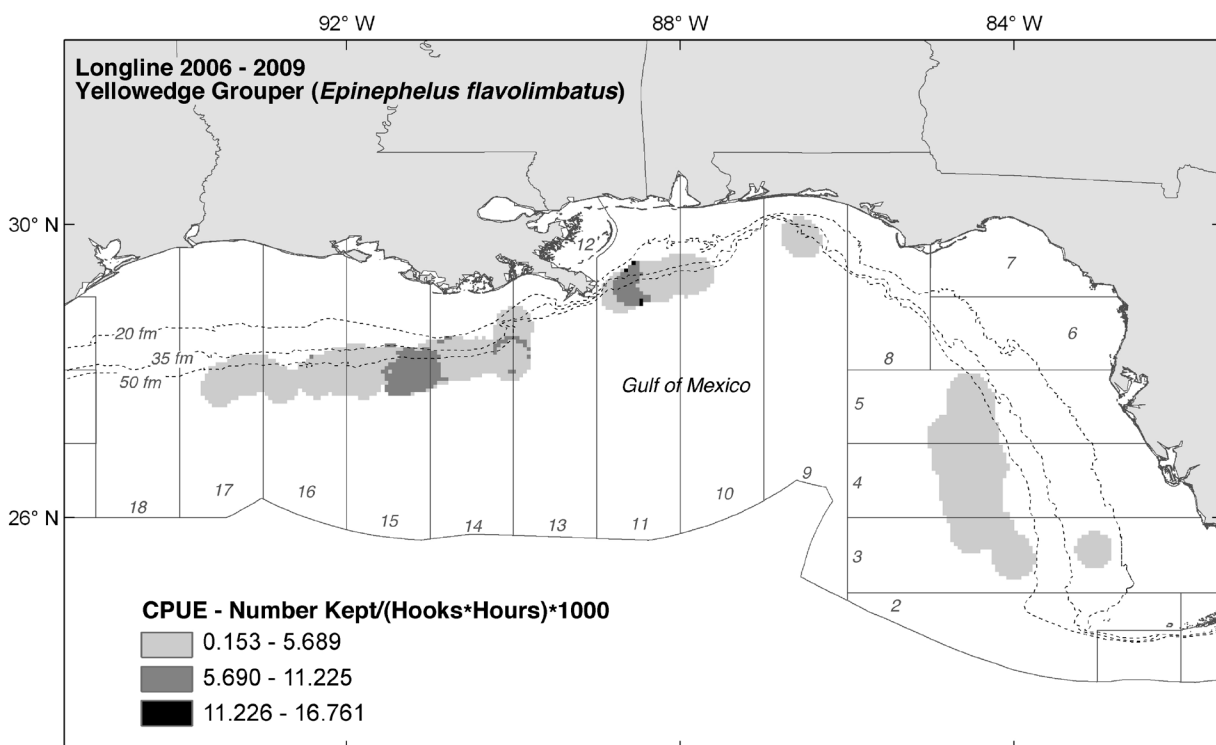 92° W
88° W
84° W
Longline 2006 - 2009
Yellowedge Grouper (Epinephelus flavolimbatus)
30° N
12
7
20 fm
6
35 fm
8
50 fm
Gulf of Mexico
5
9
4
17
16
10
18
26° N
15
14
13
11
3
2
CPUE - Number Kept/(Hooks*Hours)*1000
0.153 - 5.689
5.690 - 11.225
11.226 - 16.761